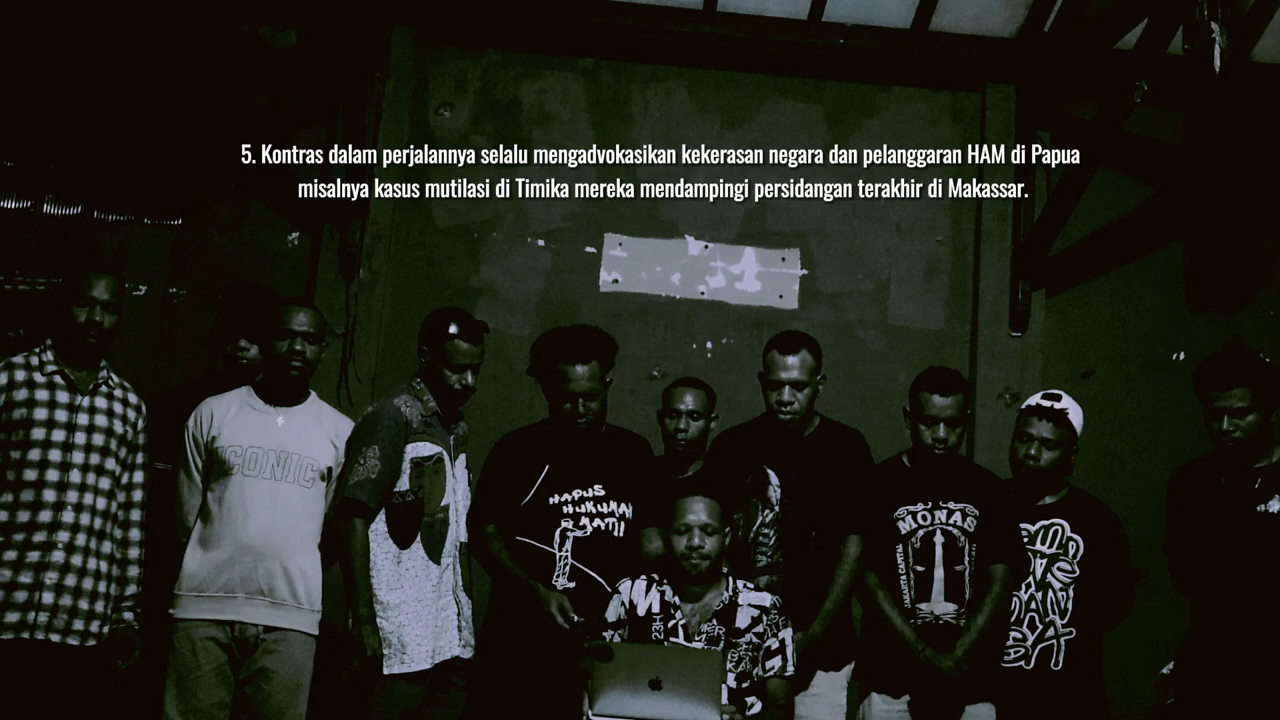 5. Kontras dalam perjalannya selalu mengadvokasikan kekerasan negara dan pelanggaran HAM di Papua
misalnya kasus mutilasi di Timika mereka mendampingi persidangan terakhir di Makassar.
ICONIC
HAPUS
HUKUMAN
MATI
MONAS
JAKARTA CAPITAL
23H